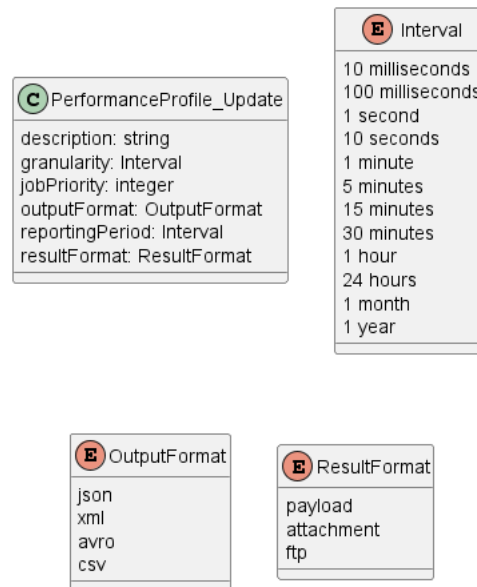 C PerformanceProfile_Update
description: string
granularity: Interval
jobPriority: integer
outputFormat: OutputFormat
reportingPeriod: Interval
resultFormat: ResultFormat
E Interval
10 milliseconds
100 milliseconds
1 second
10 seconds
1 minute
5 minutes
15 minutes
30 minutes
1 hour
24 hours
1 month
1 year
E OutputFormat
json
xml
avro
csv
E ResultFormat
payload
attachment
ftp